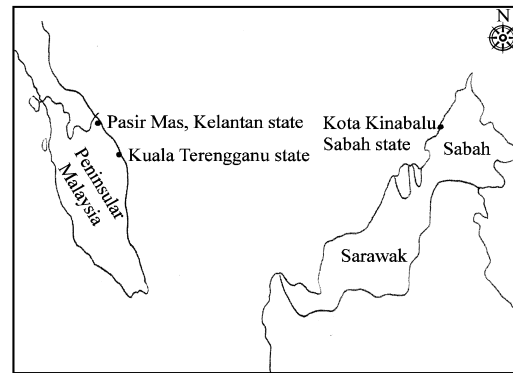 N
Pasir Mas, Kelantan state
Kuala Terengganu state
Peninsular
Malaysia
Kota Kinabalu
Sabah state
Sabah
Sarawak